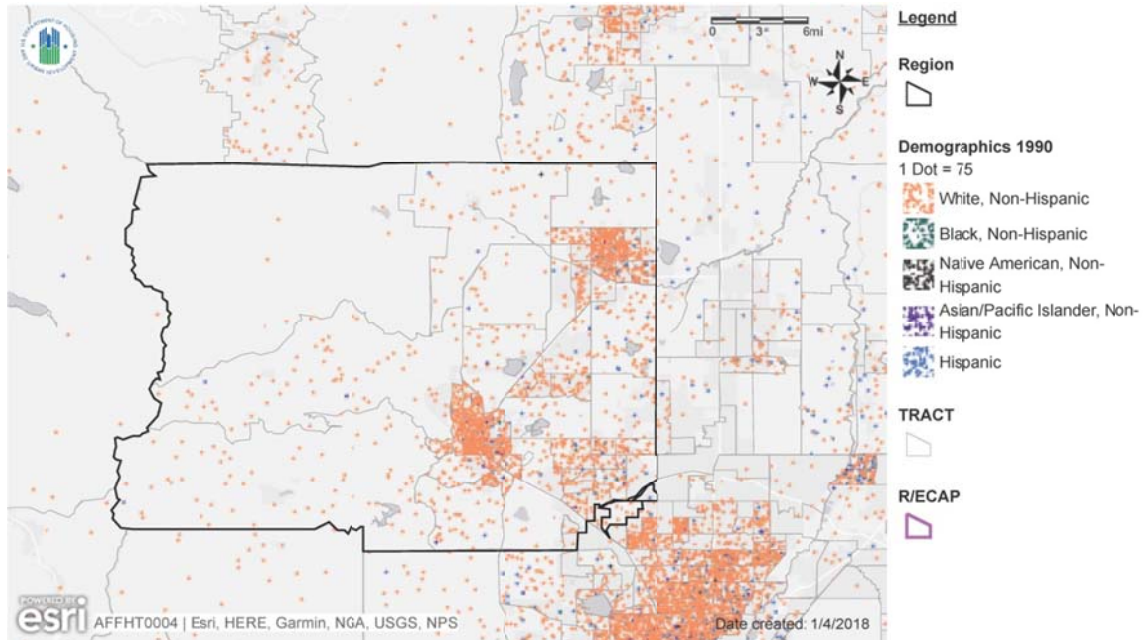 0 3 6mi
N
W E
S
Legend
Region
Demographics 1990
1 Dot = 75
White, Non-Hispanic
Black, Non-Hispanic
Native American, Non-
Hispanic
Asian/Pacific Islander, Non-
Hispanic
Hispanic
TRACT
R/ECAP
POWERED BY
esri
AFFHT0004 | Esri, HERE, Garmin, NGA, USGS, NPS
Date created: 1/4/2018